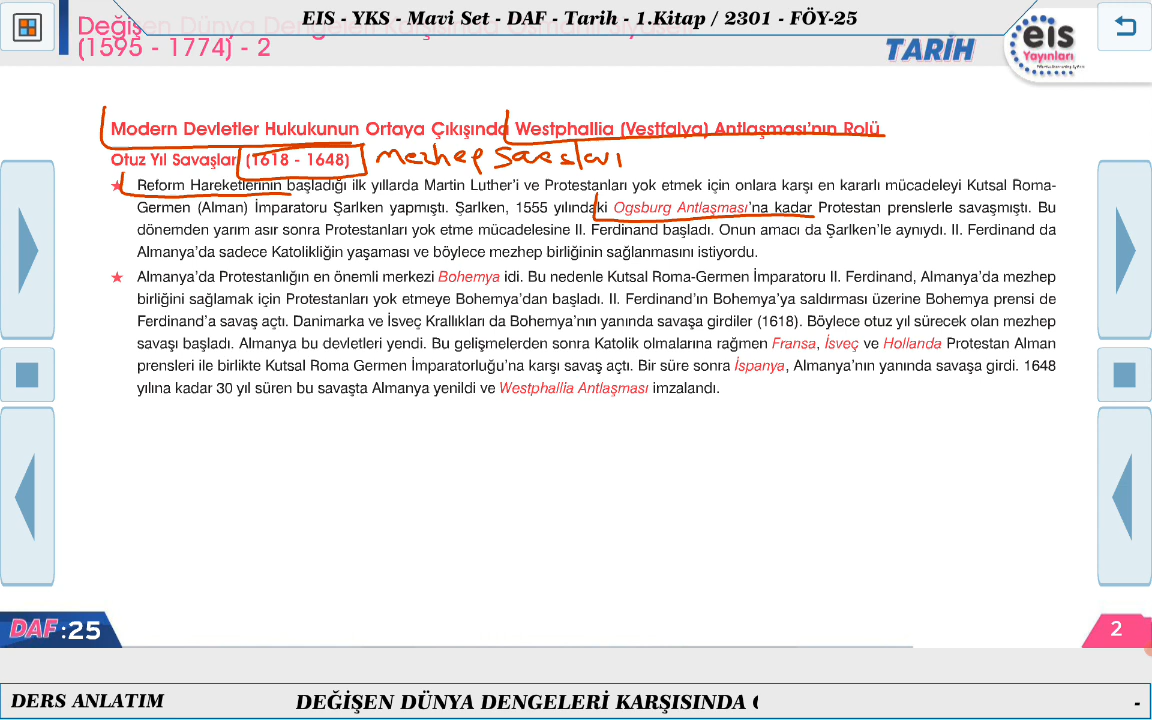 EIS - YKS - Mavi Set - DAF - Tarih - 1.Kitap / 2301 - FÖY-25
Değişen Dünya Dengeleri Karşısında Osmanlı Siyaseti
(1595 - 1774) - 2
TARİH
eis
Yayınları
Modern Devletler Hukukunun Ortaya Çıkışında Westphallia (Vestfalya) Antlaşması'nın Rolü
Otuz Yıl Savaşları (1618 - 1648) mezhep savaşları
★ Reform Hareketlerinin başladığı ilk yıllarda Martin Luther'i ve Protestanları yok etmek için onlara karşı en kararlı mücadeleyi Kutsal Roma-
Germen (Alman) İmparatoru Şarlken yapmıştı. Şarlken, 1555 yılındaki Ogsburg Antlaşması'na kadar Protestan prenslerle savaşmıştı. Bu
dönemden yarım asır sonra Protestanları yok etme mücadelesine II. Ferdinand başladı. Onun amacı da Şarlken'le aynıydı. II. Ferdinand da
Almanya'da sadece Katolikliğin yaşaması ve böylece mezhep birliğinin sağlanmasını istiyordu.
★ Almanya'da Protestanlığın en önemli merkezi Bohemya idi. Bu nedenle Kutsal Roma-Germen İmparatoru II. Ferdinand, Almanya'da mezhep
birliğini sağlamak için Protestanları yok etmeye Bohemya'dan başladı. II. Ferdinand'ın Bohemya'ya saldırması üzerine Bohemya prensi de
Ferdinand'a savaş açtı. Danimarka ve İsveç Krallıkları da Bohemya'nın yanında savaşa girdiler (1618). Böylece otuz yıl sürecek olan mezhep
savaşı başladı. Almanya bu devletleri yendi. Bu gelişmelerden sonra Katolik olmalarına rağmen Fransa, İsveç ve Hollanda Protestan Alman
prensleri ile birlikte Kutsal Roma Germen İmparatorluğu'na karşı savaş açtı. Bir süre sonra İspanya, Almanya'nın yanında savaşa girdi. 1648
yılına kadar 30 yıl süren bu savaşta Almanya yenildi ve Westphallia Antlaşması imzalandı.
DAF :25
2
DERS ANLATIM
DEĞİŞEN DÜNYA DENGELERİ KARŞISINDA
-